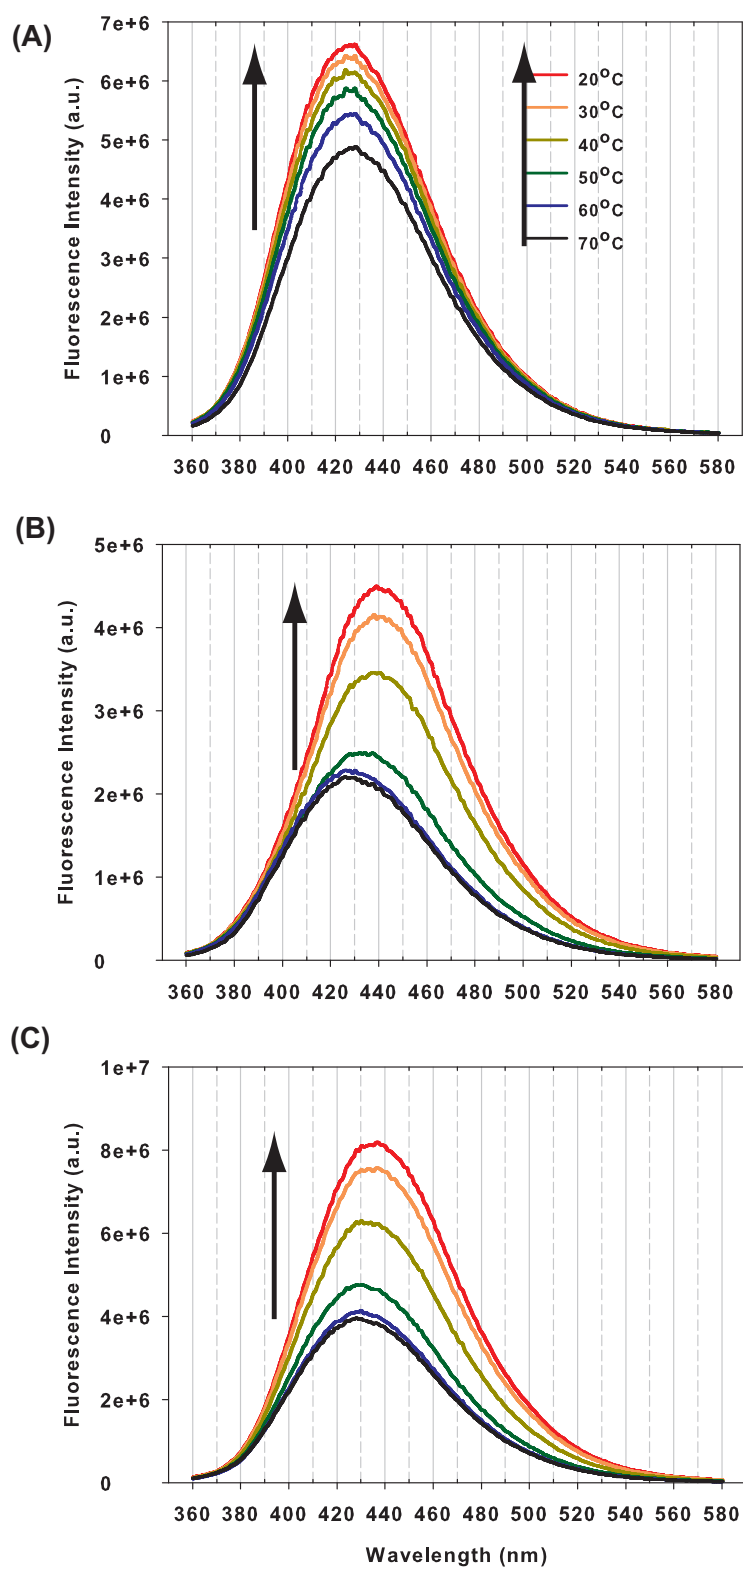 (A)
7e+6
6e+6
5e+6
4e+6
3e+6
2e+6
1e+6
0
Fluorescence Intensity (a.u.)
20°C
30°C
40°C
50°C
60°C
70°C
360 380 400 420 440 460 480 500 520 540 560 580
(B)
5e+6
4e+6
3e+6
2e+6
1e+6
0
Fluorescence Intensity (a.u.)
360 380 400 420 440 460 480 500 520 540 560 580
(C)
1e+7
8e+6
6e+6
4e+6
2e+6
0
Fluorescence Intensity (a.u.)
360 380 400 420 440 460 480 500 520 540 560 580
Wavelength (nm)